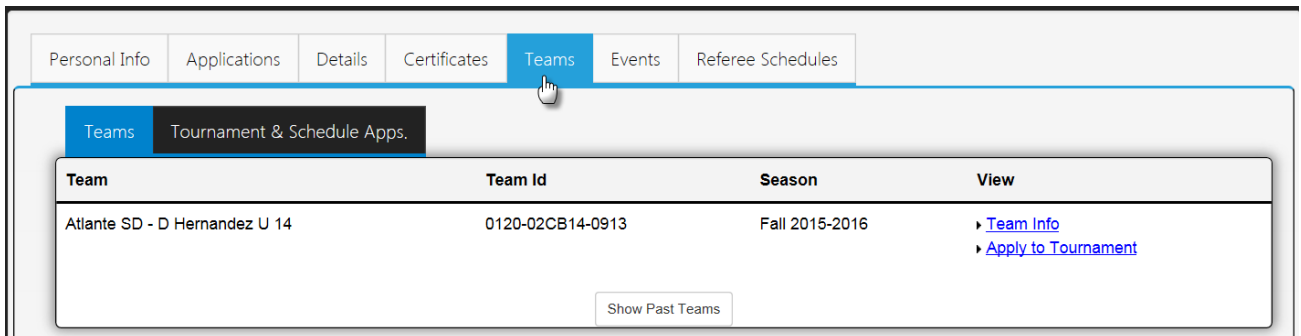 Personal Info Applications Details Certificates Teams Events Referee Schedules
Teams Tournament & Schedule Apps.
Team Team Id Season View
Atlante SD - D Hernandez U 14 0120-02CB14-0913 Fall 2015-2016 Team Info
Apply to Tournament
Show Past Teams